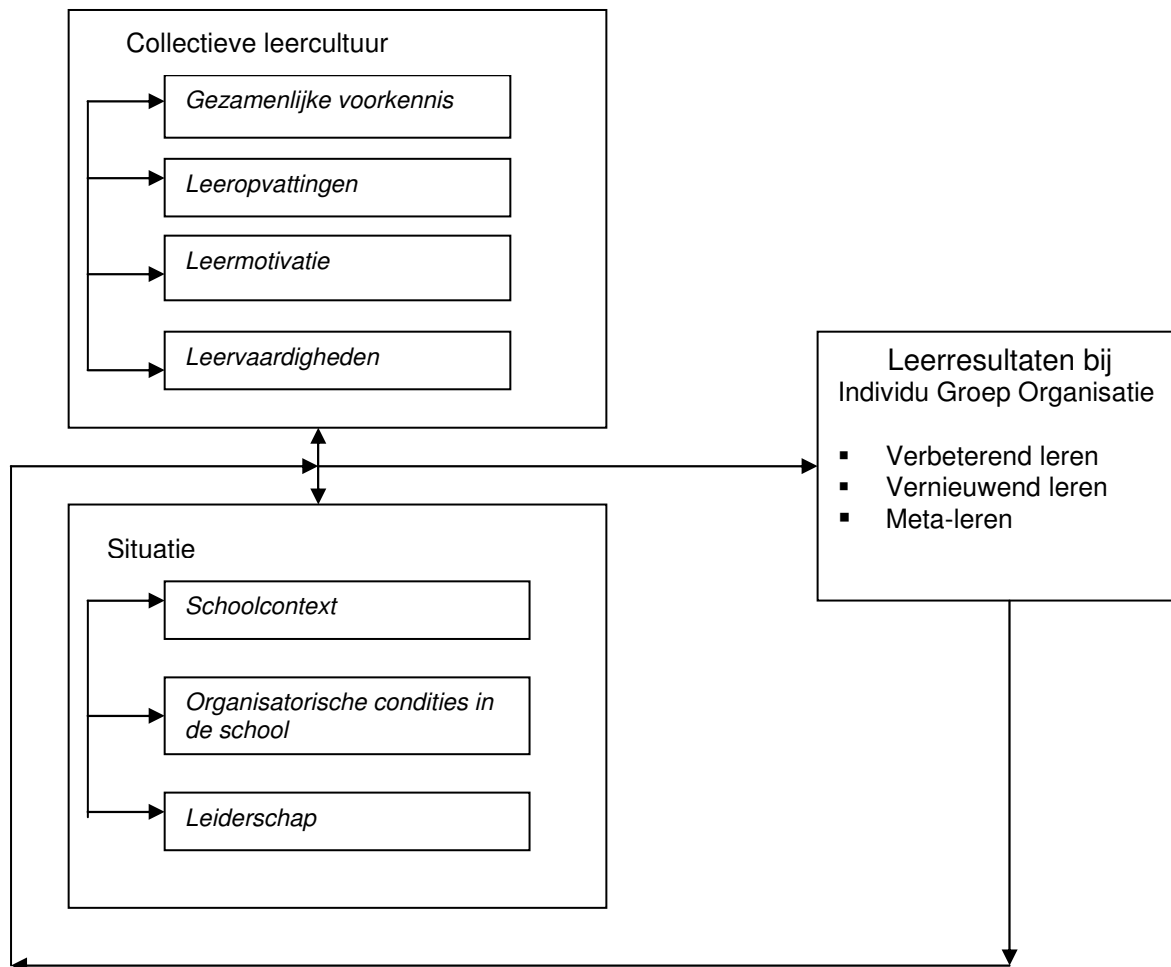 Collectieve leercultuur
Gezamenlijke voorkennis
Leeropvattingen
Leermotivatie
Leervaardigheden
Leerresultaten bij
Individu Groep Organisatie
▪ Verbeterend leren
▪ Vernieuwend leren
▪ Meta-leren
Situatie
Schoolcontext
Organisatorische condities in
de school
Leiderschap